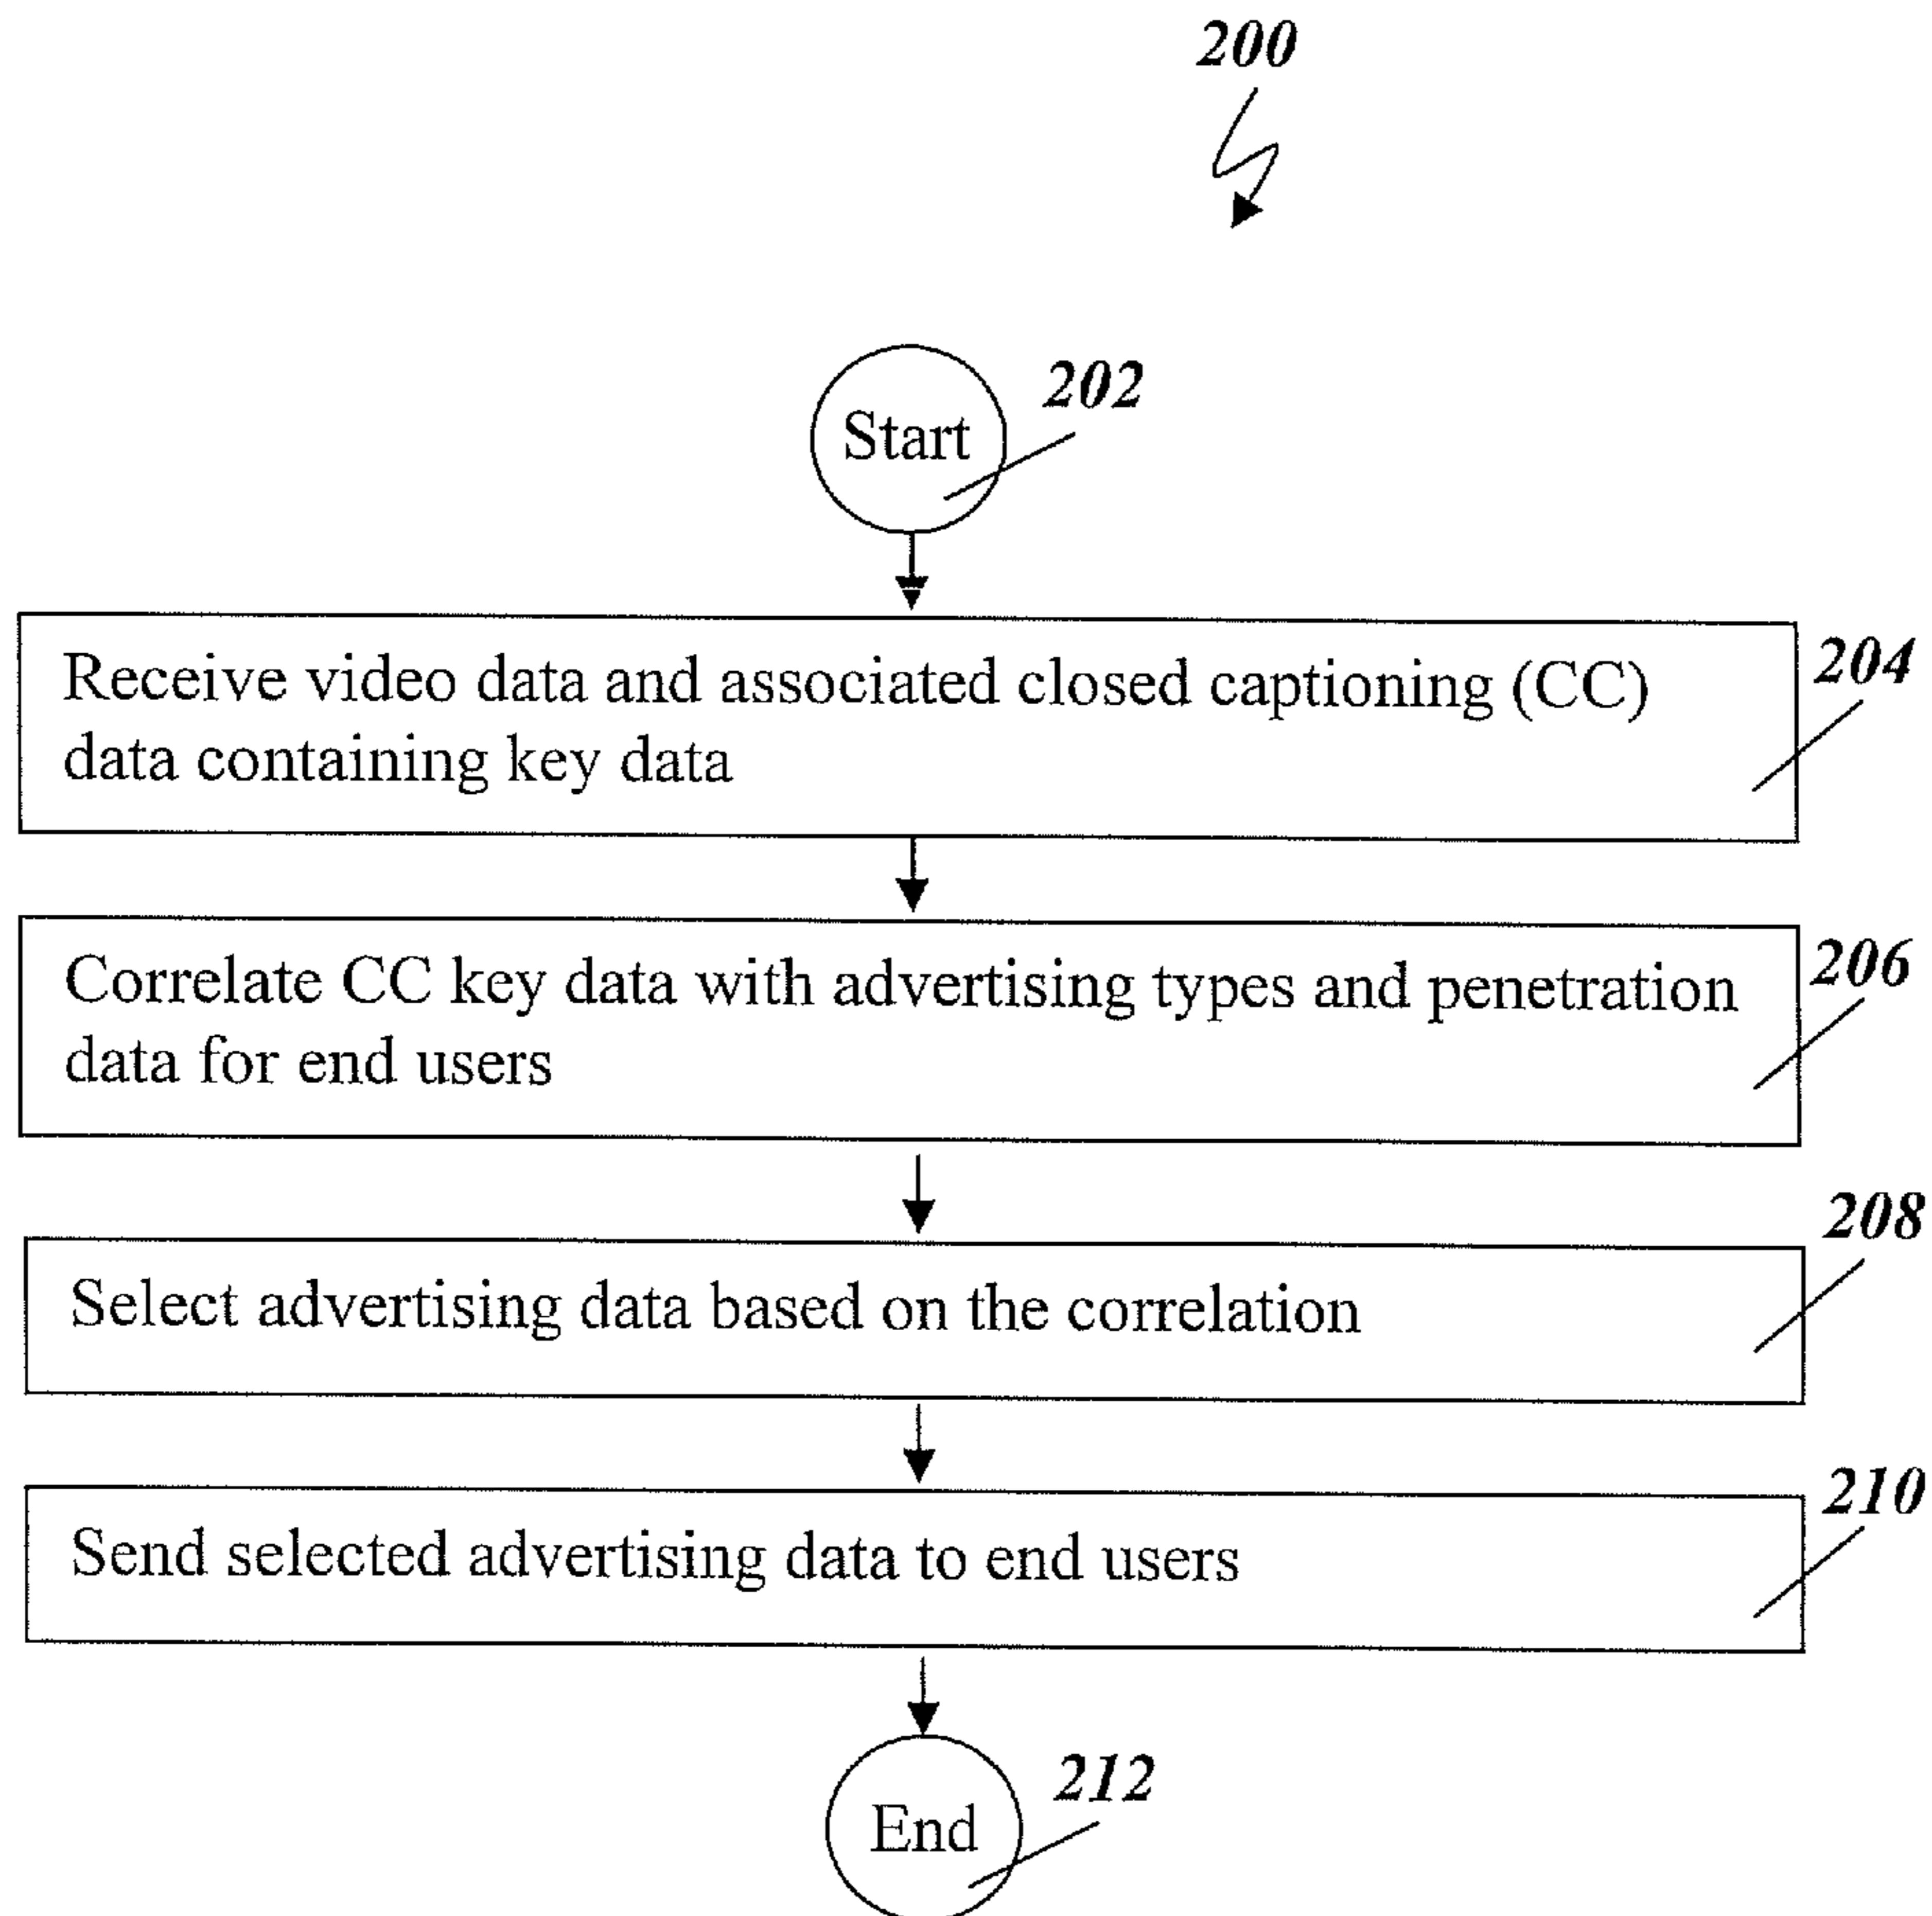 200
202
Start
204
Receive video data and associated closed captioning (CC)
data containing key data
206
Correlate CC key data with advertising types and penetration
data for end users
208
Select advertising data based on the correlation
210
Send selected advertising data to end users
212
End